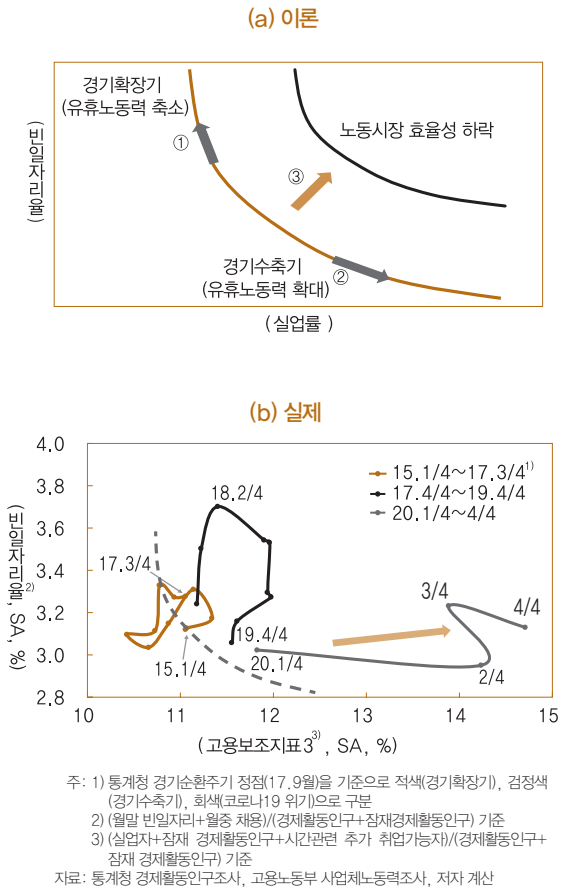 (a) 이론
경기확장기
(유휴노동력 축소)
①
노동시장 효율성 하락
③
(빈일자리율)
경기수축기
(유휴노동력 확대)
②
(실업률)
(b) 실제
4.0
3.8
3.6
3.4
3.2
3.0
2.8
(빈일자리율2), SA, %)
15.1/4~17.3/41)
17.4/4~19.4/4
20.1/4~4/4
18.2/4
17.3/4
15.1/4
19.4/4
20.1/4
3/4
4/4
2/4
10 11 12 13 14 15
(고용보조지표33), SA, %)
주: 1) 통계청 경기순환주기 정점(17.9월)을 기준으로 적색(경기확장기), 검정색
(경기수축기), 회색(코로나19 위기)으로 구분
2) (월말 빈일자리+월중 채용)/(경제활동인구+잠재경제활동인구) 기준
3) (실업자+잠재 경제활동인구+시간관련 추가 취업가능자)/(경제활동인구+
잠재 경제활동인구) 기준
자료: 통계청 경제활동인구조사, 고용노동부 사업체노동력조사, 저자 계산